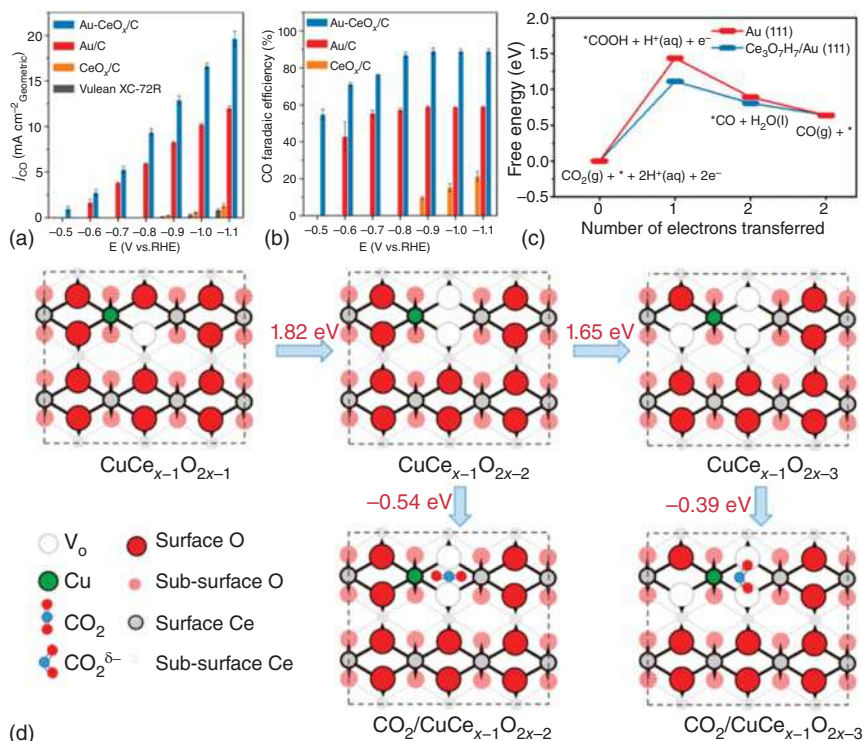 Au-CeOₓ/C
Au/C
CeOₓ/C
Vulean XC-72R
j_CO (mA cm⁻²_Geometric)
20
15
10
5
0
−0.5 −0.6 −0.7 −0.8 −0.9 −1.0 −1.1
E (V vs.RHE)
(a)
Au-CeOₓ/C
Au/C
CeOₓ/C
CO faradaic efficiency (%)
100
80
60
40
20
0
−0.5 −0.6 −0.7 −0.8 −0.9 −1.0 −1.1
E (V vs.RHE)
(b)
Au (111)
Ce₃O₇H₇/Au (111)
*COOH + H⁺(aq) + e⁻
*CO + H₂O(l)
CO(g) + *
CO₂(g) + * + 2H⁺(aq) + 2e⁻
Free energy (eV)
2.0
1.5
1.0
0.5
0.0
−0.5
0 1 2 2
Number of electrons transferred
(c)
1.82 eV
1.65 eV
CuCeₓ₋₁O₂ₓ₋₁
CuCeₓ₋₁O₂ₓ₋₂
CuCeₓ₋₁O₂ₓ₋₃
−0.54 eV
−0.39 eV
Vₒ
Surface O
Cu
Sub-surface O
CO₂
Surface Ce
CO₂^δ−
Sub-surface Ce
CO₂/CuCeₓ₋₁O₂ₓ₋₂
CO₂/CuCeₓ₋₁O₂ₓ₋₃
(d)